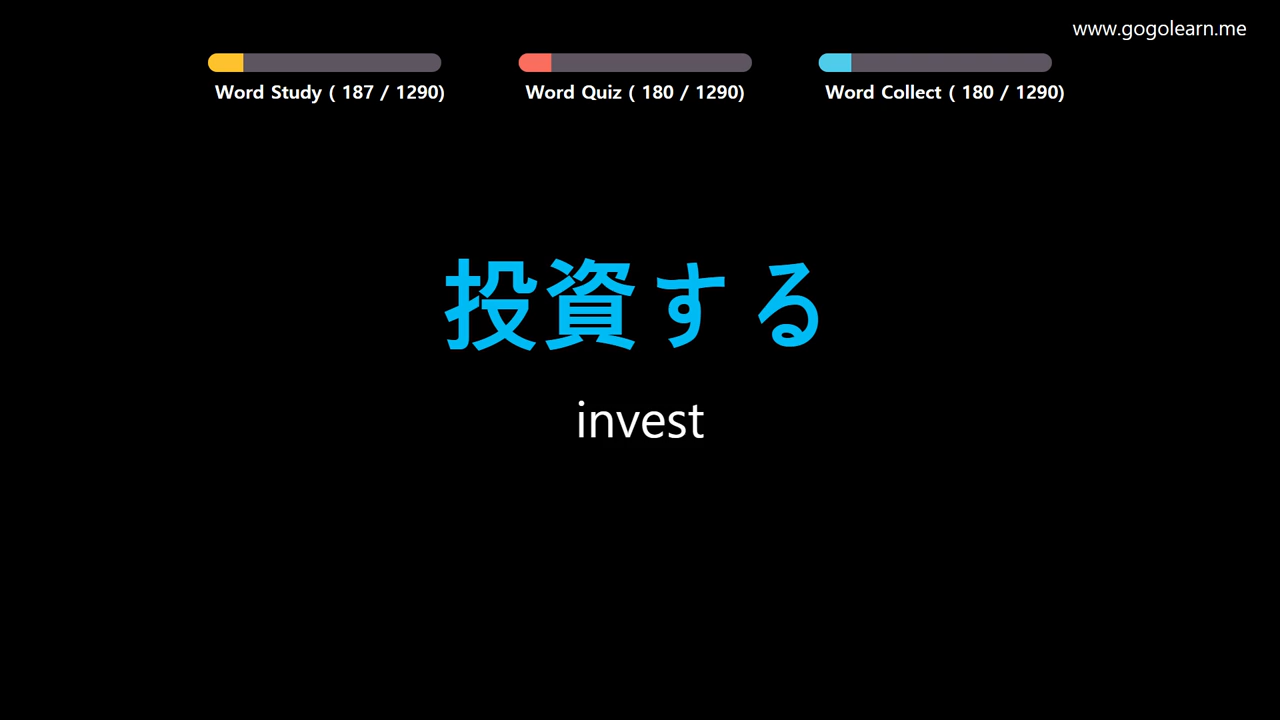 www.gogolearn.me
Word Study ( 187 / 1290)
Word Quiz ( 180 / 1290)
Word Collect ( 180 / 1290)
投資する
invest